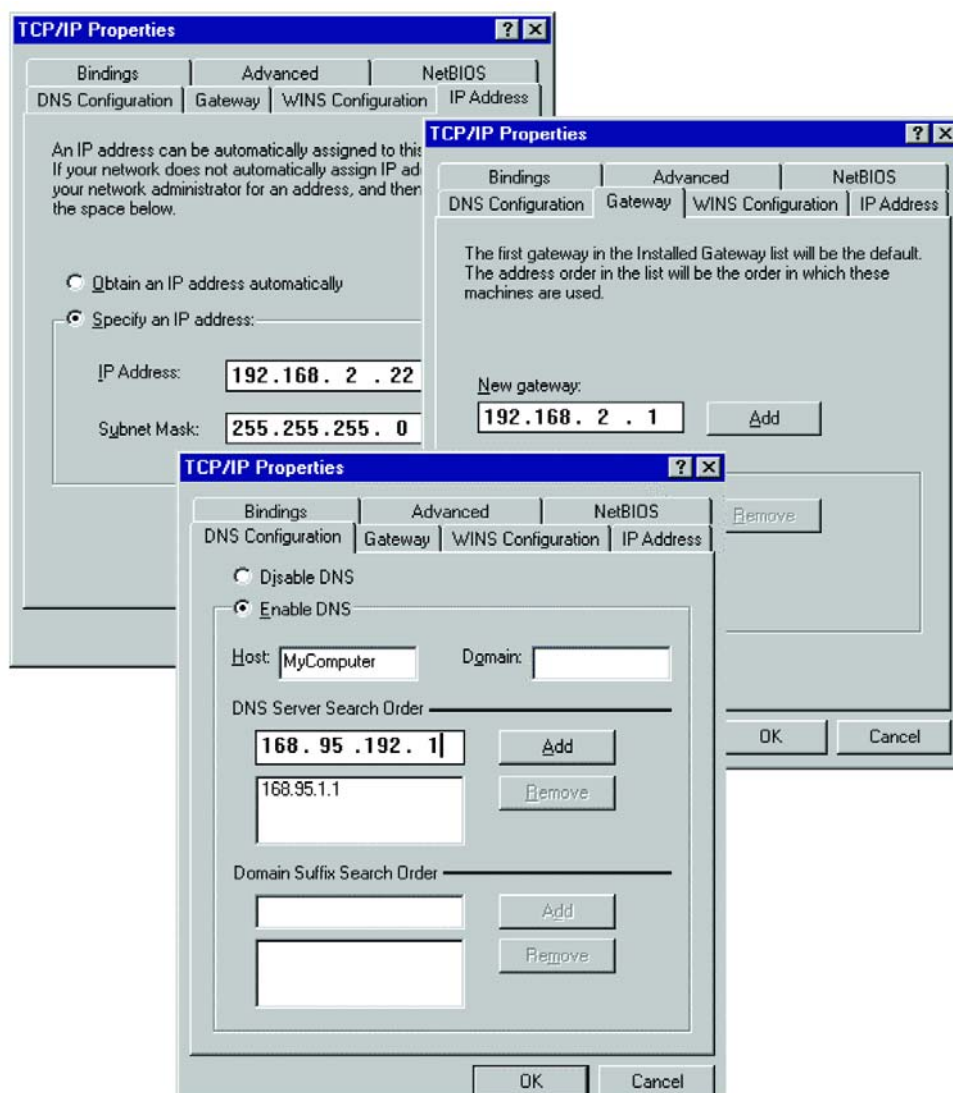 TCP/IP Properties
Bindings Advanced NetBIOS
DNS Configuration Gateway WINS Configuration IP Address
An IP address can be automatically assigned to this
If your network does not automatically assign IP ad
your network administrator for an address, and then
the space below.
Obtain an IP address automatically
Specify an IP address:
IP Address: 192.168. 2 .22
Subnet Mask: 255.255.255. 0
TCP/IP Properties
Bindings Advanced NetBIOS
DNS Configuration Gateway WINS Configuration IP Address
The first gateway in the Installed Gateway list will be the default.
The address order in the list will be the order in which these
machines are used.
New gateway:
192.168. 2 . 1 Add
Remove
OK Cancel
TCP/IP Properties
Bindings Advanced NetBIOS
DNS Configuration Gateway WINS Configuration IP Address
Disable DNS
Enable DNS
Host: MyComputer Domain:
DNS Server Search Order
168. 95 .192. 1 Add
168.95.1.1 Remove
Domain Suffix Search Order
Add
Remove
OK Cancel